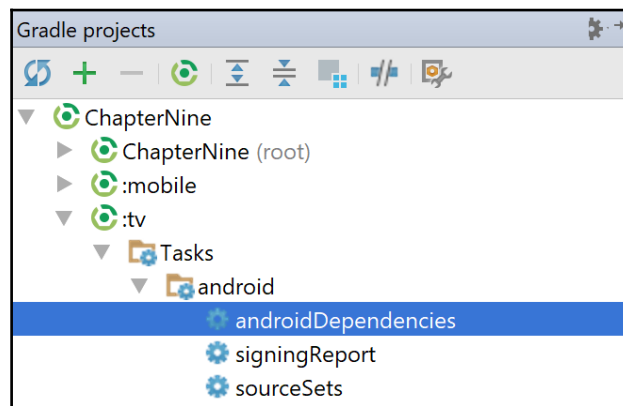 Gradle projects
ChapterNine
ChapterNine (root)
:mobile
:tv
Tasks
android
androidDependencies
signingReport
sourceSets